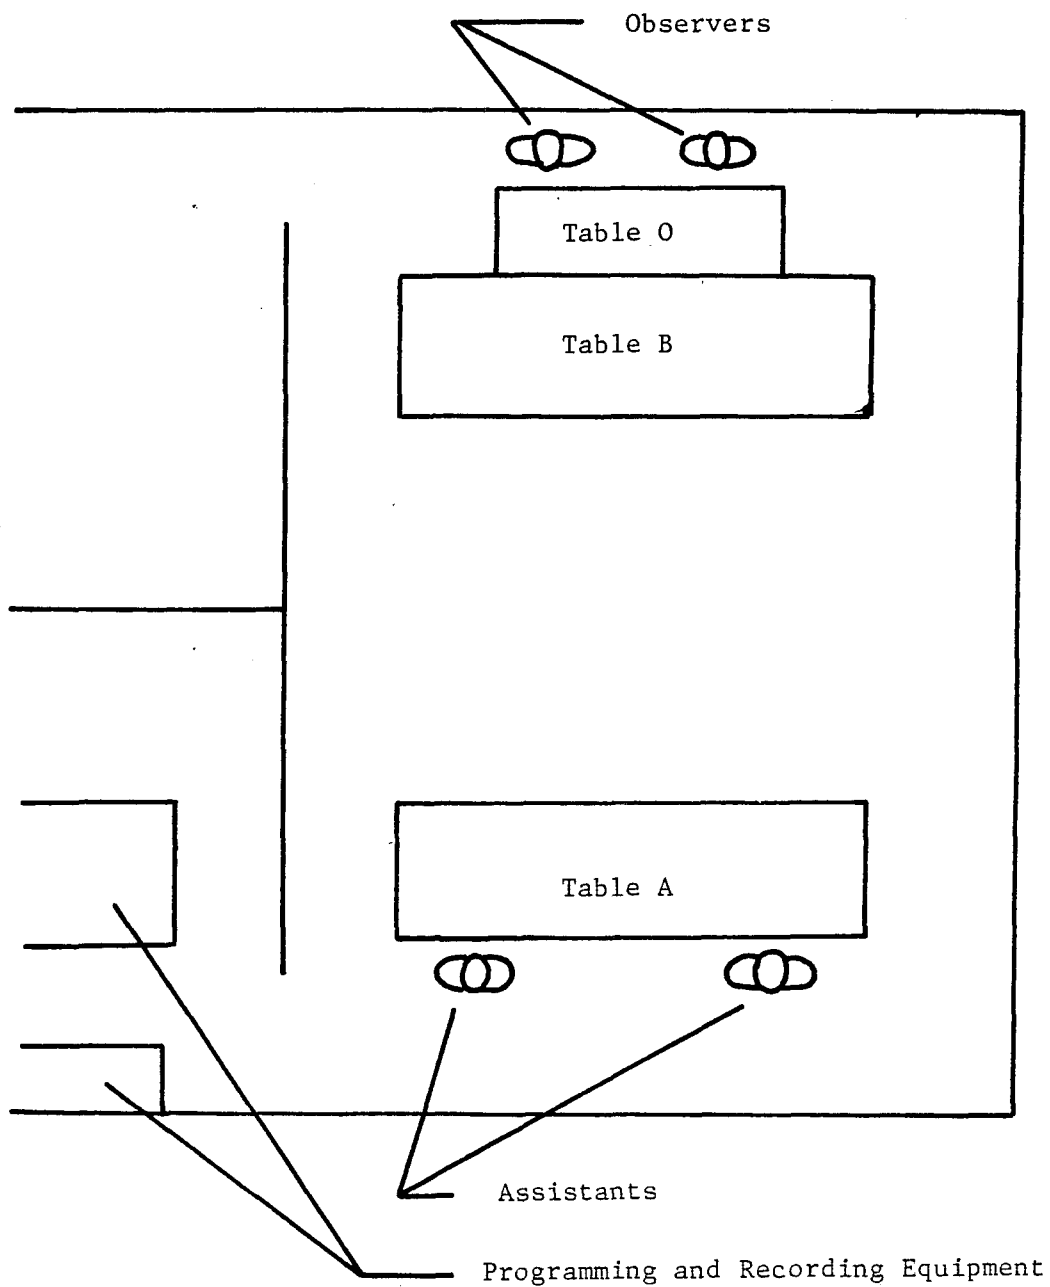 Observers
Table O
Table B
Table A
Assistants
Programming and Recording Equipment